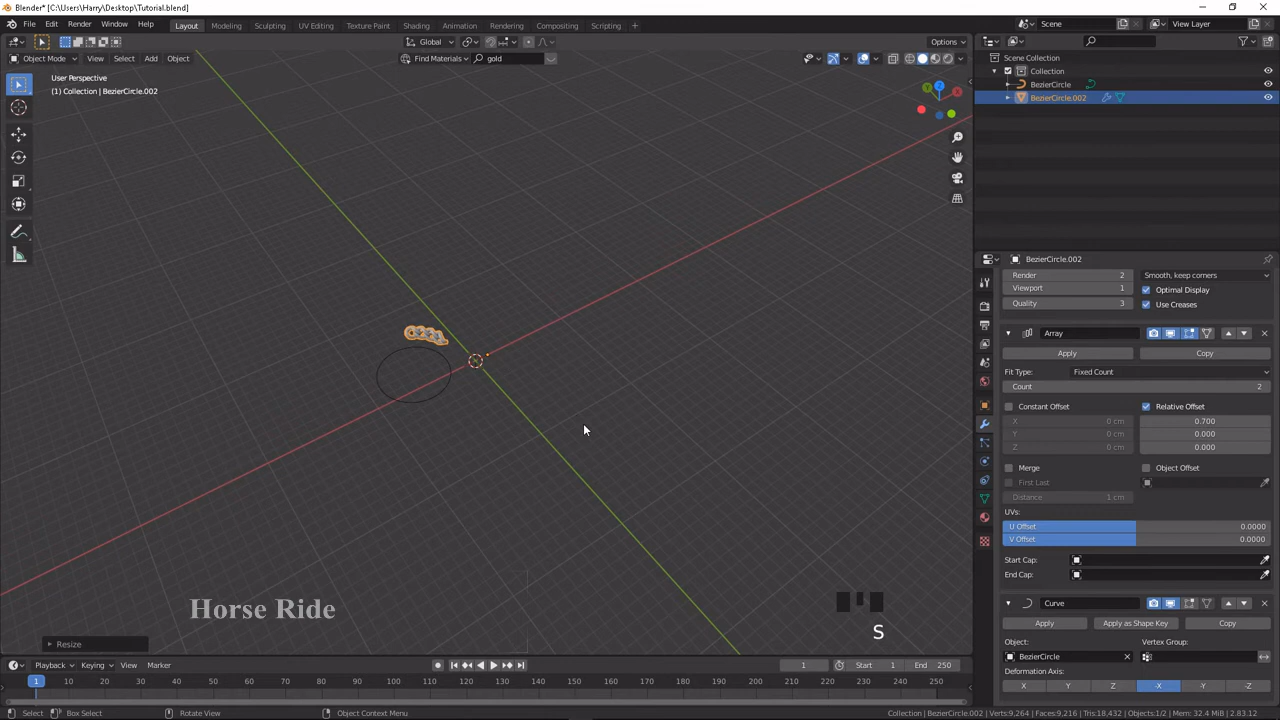 Blender* [C:\Users\Harry\Desktop\Tutorial.blend]
File Edit Render Window Help Layout Modeling Sculpting UV Editing Texture Paint Shading Animation Rendering Compositing Scripting Scene View Layer
Global Options
Object Mode View Select Add Object Find Materials gold
User Perspective
(1) Collection | BezierCircle.002
Scene Collection
Collection
BezierCircle
BezierCircle.002
BezierCircle.002
Render 2 Smooth, keep corners
Viewport 1 Optimal Display
Quality 3 Use Creases
Array
Apply Copy
Fit Type: Fixed Count
Count 2
Constant Offset Relative Offset
X 0 cm 0.700
Y 0 cm 0.000
Z 0 cm 0.000
Merge Object Offset
First Last
Distance 1 cm
UVs:
U Offset 0.0000
V Offset 0.0000
Start Cap:
End Cap:
Curve
Apply Apply as Shape Key Copy
Object: Vertex Group:
BezierCircle
Deformation Axis:
X Y Z -X -Y -Z
Horse Ride
S
Resize
Playback Keying View Marker 1 Start 1 End 250
1 10 20 30 40 50 60 70 80 90 100 110 120 130 140 150 160 170 180 190 200 210 220 230 240 250
Select Box Select Rotate View Object Context Menu Collection | BezierCircle.002 | Verts:9,264 | Faces:9,216 | Tris:18,432 | Objects:1/2 | Mem: 32.4 MiB | 2.83.12